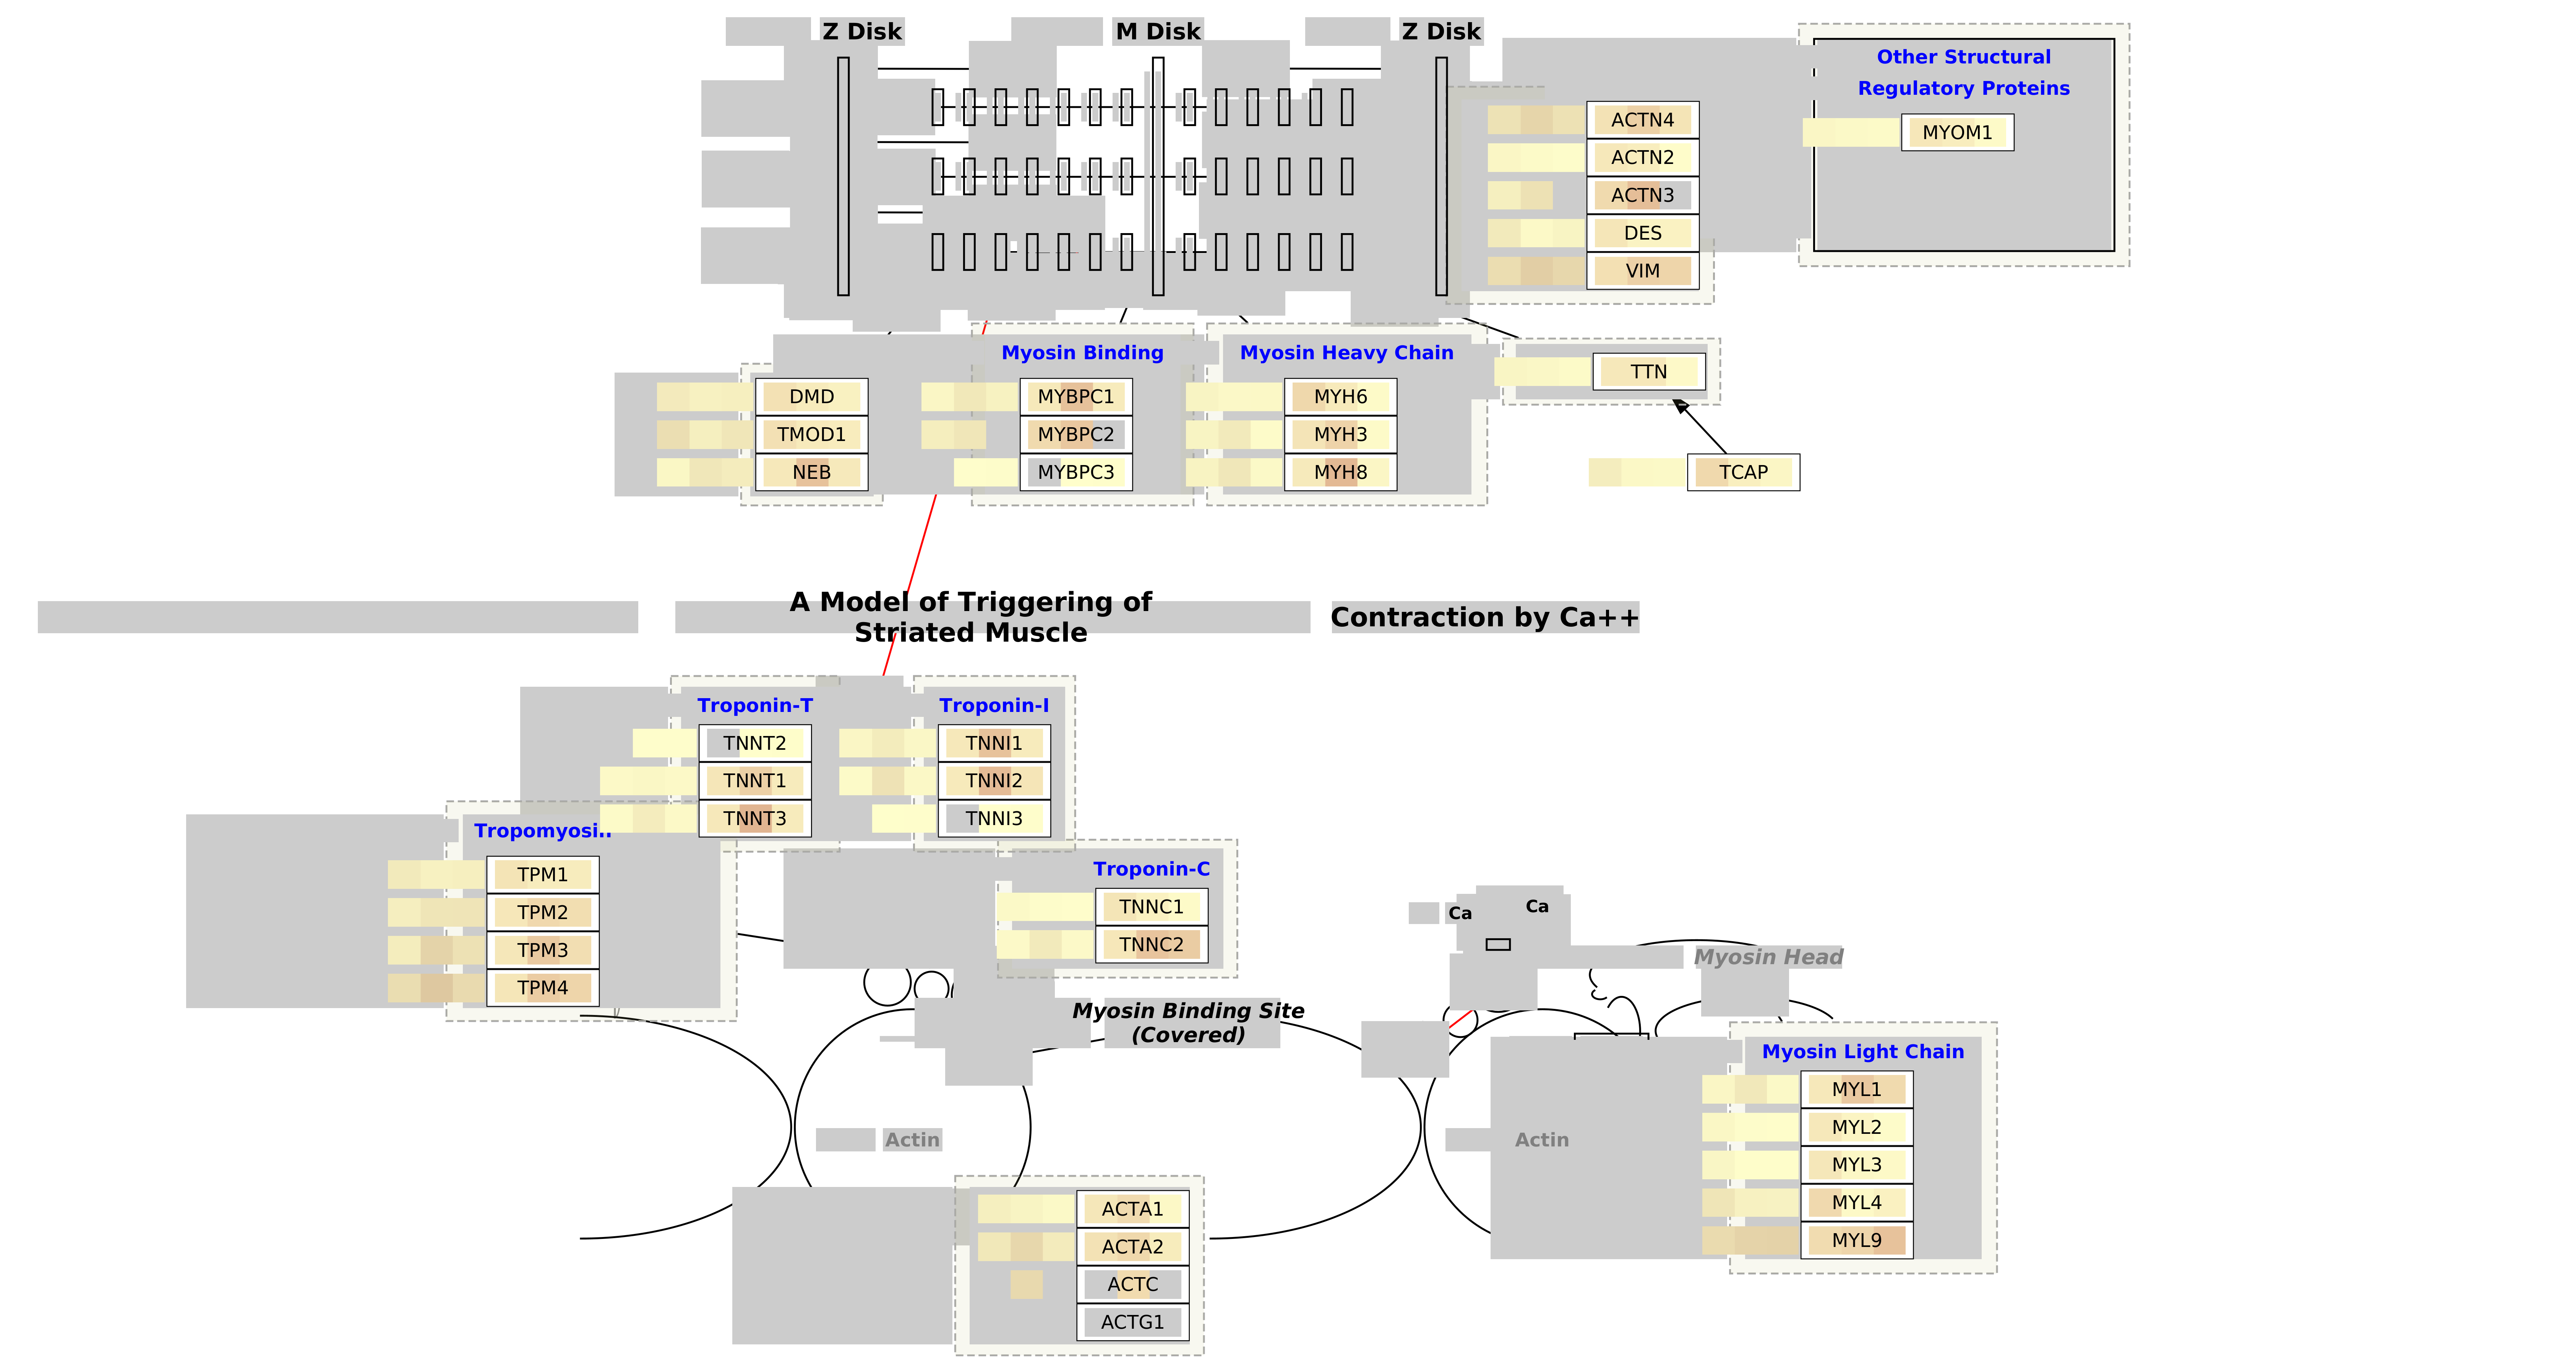 Z Disk
M Disk
Z Disk
Other Structural
Regulatory Proteins
MYOM1
ACTN4
ACTN2
ACTN3
DES
VIM
DMD
TMOD1
NEB
Myosin Binding
MYBPC1
MYBPC2
MYBPC3
Myosin Heavy Chain
MYH6
MYH3
MYH8
TTN
TCAP
A Model of Triggering of
Striated Muscle
Contraction by Ca++
Troponin-T
TNNT2
TNNT1
TNNT3
Troponin-I
TNNI1
TNNI2
TNNI3
Tropomyosin
TPM1
TPM2
TPM3
TPM4
Troponin-C
TNNC1
TNNC2
Ca
Ca
Myosin Head
Myosin Binding Site
(Covered)
Myosin Light Chain
MYL1
MYL2
MYL3
MYL4
MYL9
Actin
Actin
ACTA1
ACTA2
ACTC
ACTG1